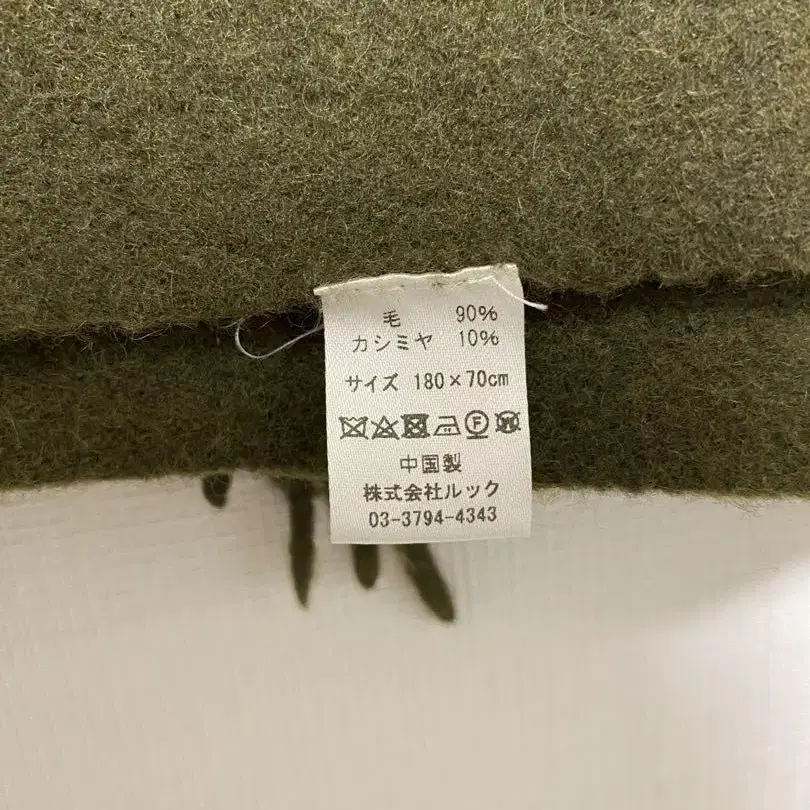 毛 90%
カシミヤ 10%
サイズ 180×70cm
F W
中国製
株式会社ルック
03-3794-4343